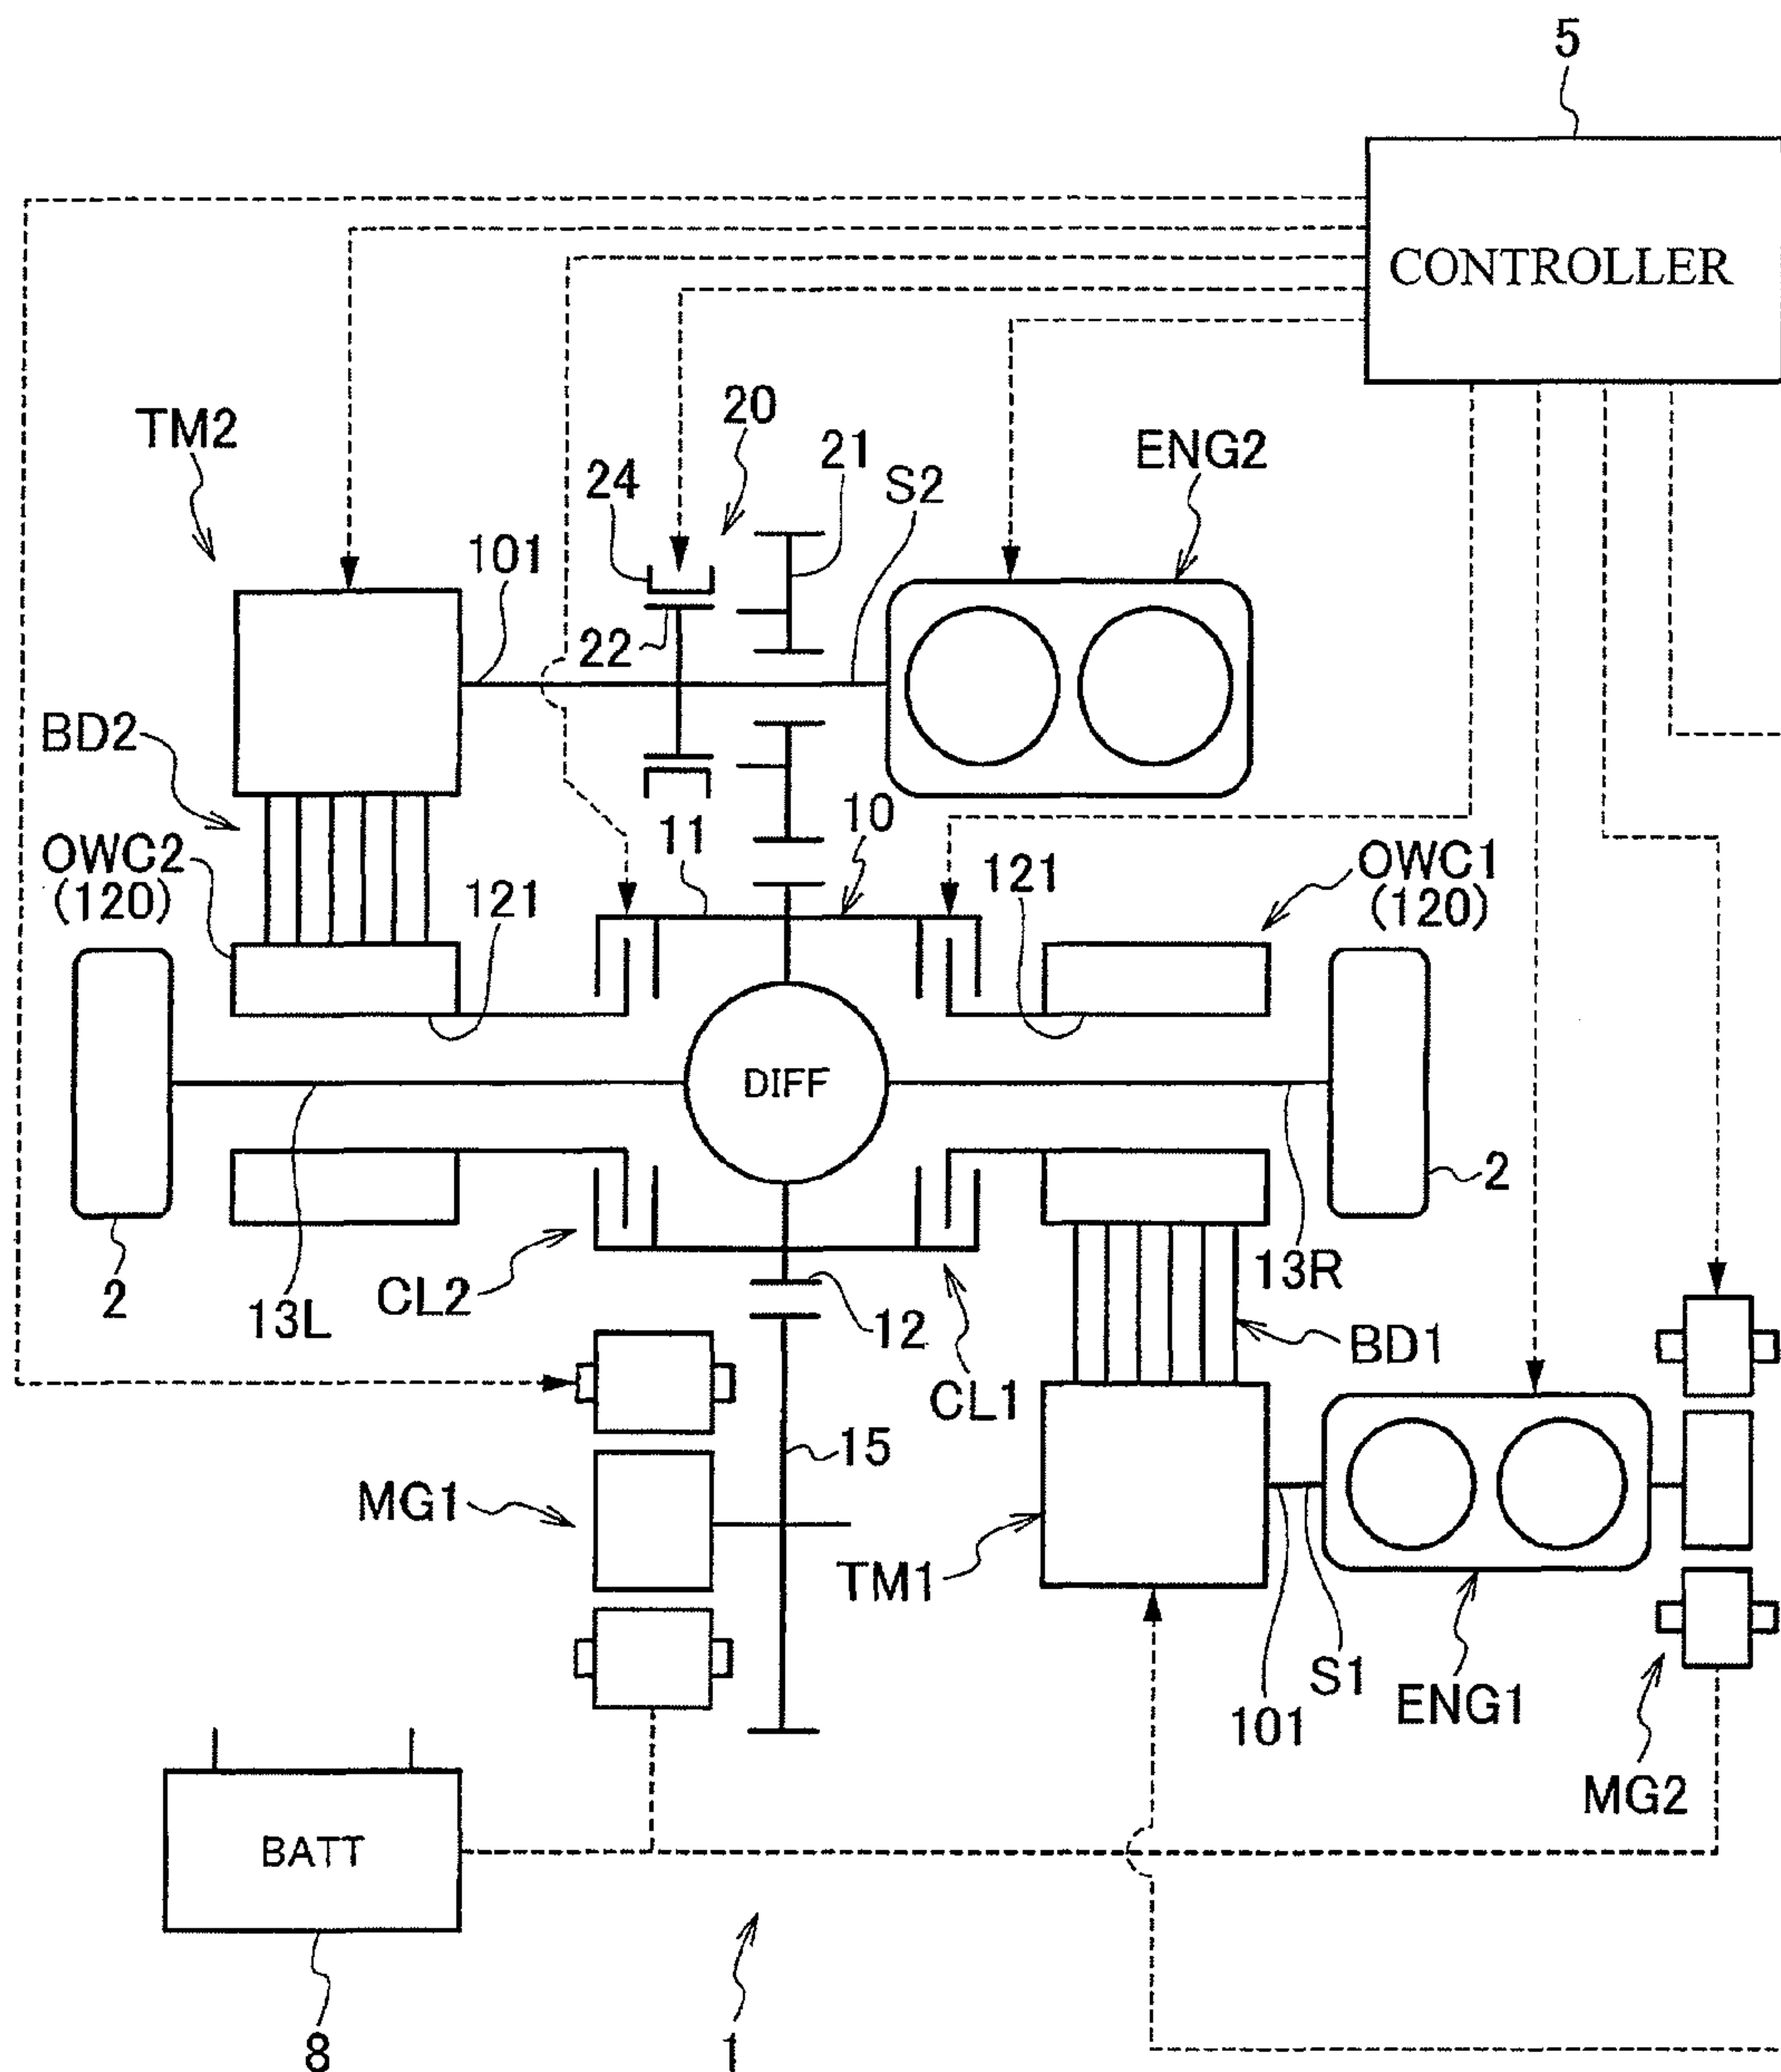 5
CONTROLLER
TM2
20
21
24
S2
ENG2
101
22
BD2
11
10
OWC2
(120)
121
121
OWC1
(120)
DIFF
2
13L
CL2
12
13R
2
BD1
CL1
15
MG1
TM1
101
S1
ENG1
MG2
BATT
8
1